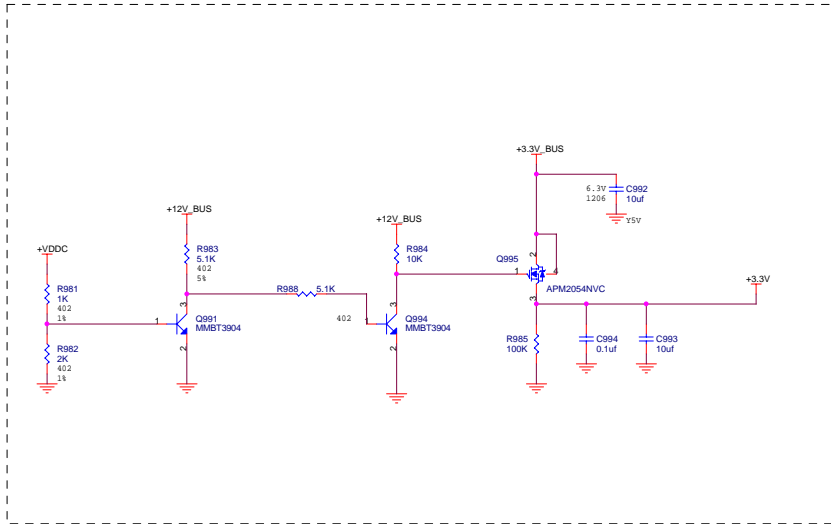 +3.3V_BUS
6.3V
1206
C992
10uf
Y5V
+12V_BUS
+12V_BUS
+VDDC
R983
5.1K
402
5%
R984
10K
Q995
2
1
4
APM2054NVC
3
+3.3V
R981
1K
402
1%
R988
5.1K
3
1
Q991
MMBT3904
2
402
3
1
Q994
MMBT3904
2
R982
2K
402
1%
R985
100K
C994
0.1uf
C993
10uf